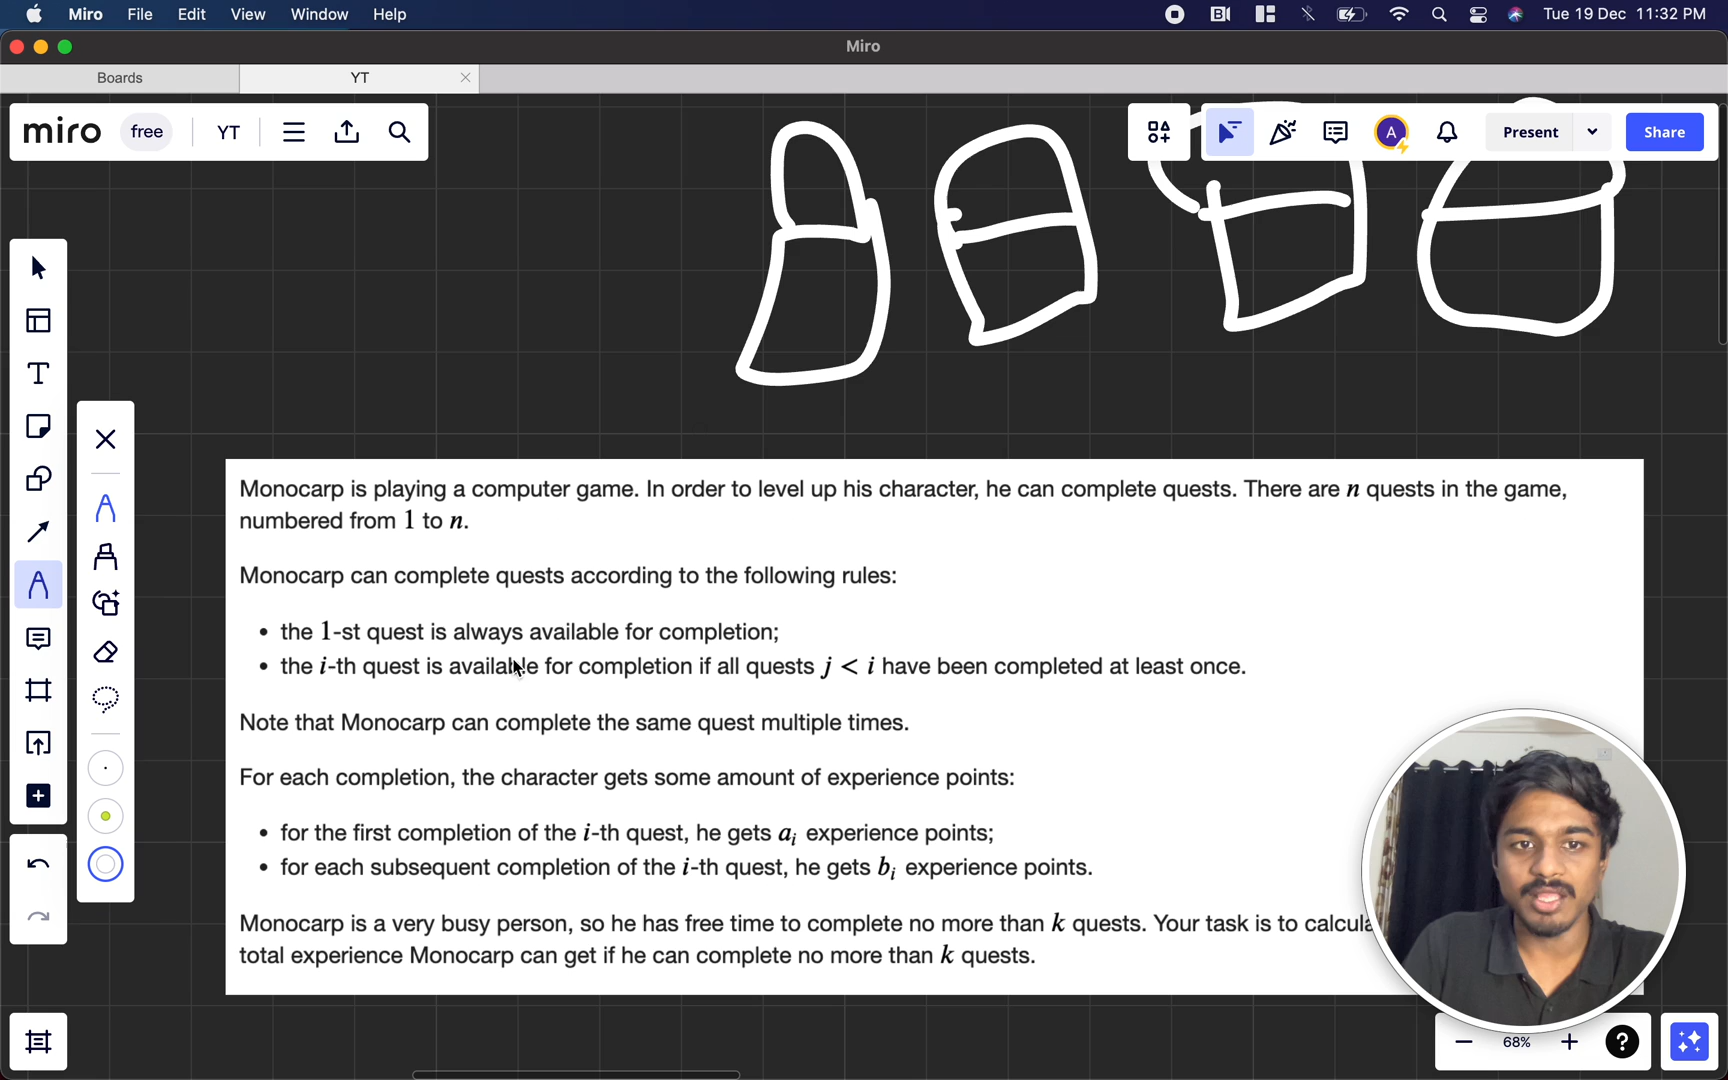 Miro File Edit View Window Help Tue 19 Dec 11:32 PM
Miro
Boards YT
miro free YT A Present Share
Monocarp is playing a computer game. In order to level up his character, he can complete quests. There are n quests in the game,
numbered from 1 to n.
Monocarp can complete quests according to the following rules:
• the 1-st quest is always available for completion;
• the i-th quest is available for completion if all quests j < i have been completed at least once.
Note that Monocarp can complete the same quest multiple times.
For each completion, the character gets some amount of experience points:
• for the first completion of the i-th quest, he gets aᵢ experience points;
• for each subsequent completion of the i-th quest, he gets bᵢ experience points.
Monocarp is a very busy person, so he has free time to complete no more than k quests. Your task is to
total experience Monocarp can get if he can complete no more than k quests.
68%